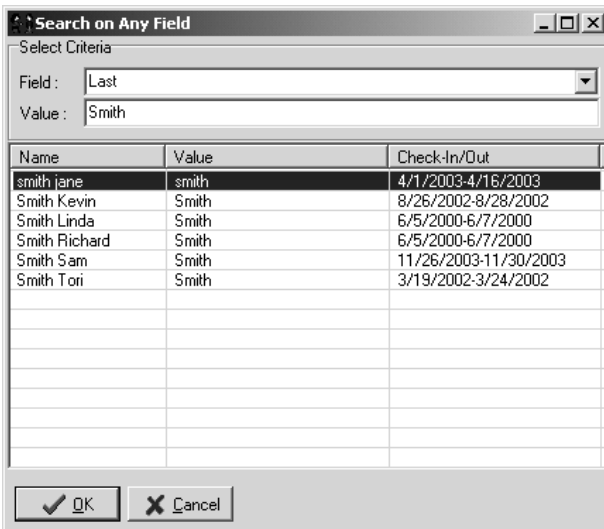 Search on Any Field
Select Criteria
Field : Last
Value : Smith
Name Value Check-In/Out
smith jane smith 4/1/2003-4/16/2003
Smith Kevin Smith 8/26/2002-8/28/2002
Smith Linda Smith 6/5/2000-6/7/2000
Smith Richard Smith 6/5/2000-6/7/2000
Smith Sam Smith 11/26/2003-11/30/2003
Smith Tori Smith 3/19/2002-3/24/2002
OK Cancel